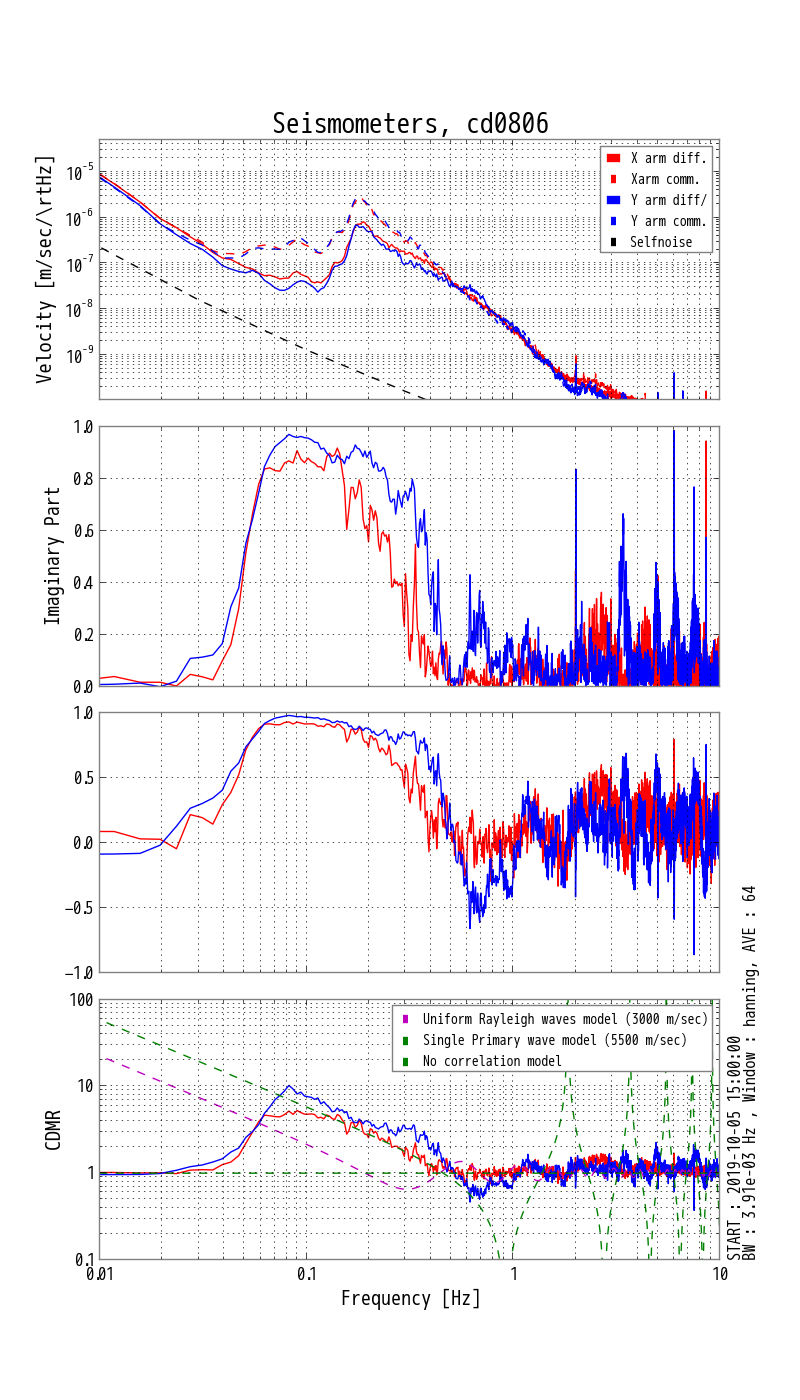 Seismometers, cd0806
Velocity [m/sec/\rtHz]
10^-5
10^-6
10^-7
10^-8
10^-9
X arm diff.
Xarm comm.
Y arm diff/
Y arm comm.
Selfnoise
Imaginary Part
1.0
0.8
0.6
0.4
0.2
0.0
1.0
0.5
0.0
−0.5
−1.0
CDMR
100
10
1
0.1
Uniform Rayleigh waves model (3000 m/sec)
Single Primary wave model (5500 m/sec)
No correlation model
0.01
0.1
1
10
Frequency [Hz]
START : 2019-10-05 15:00:00
BW : 3.91e-03 Hz , Window : hanning, AVE : 64